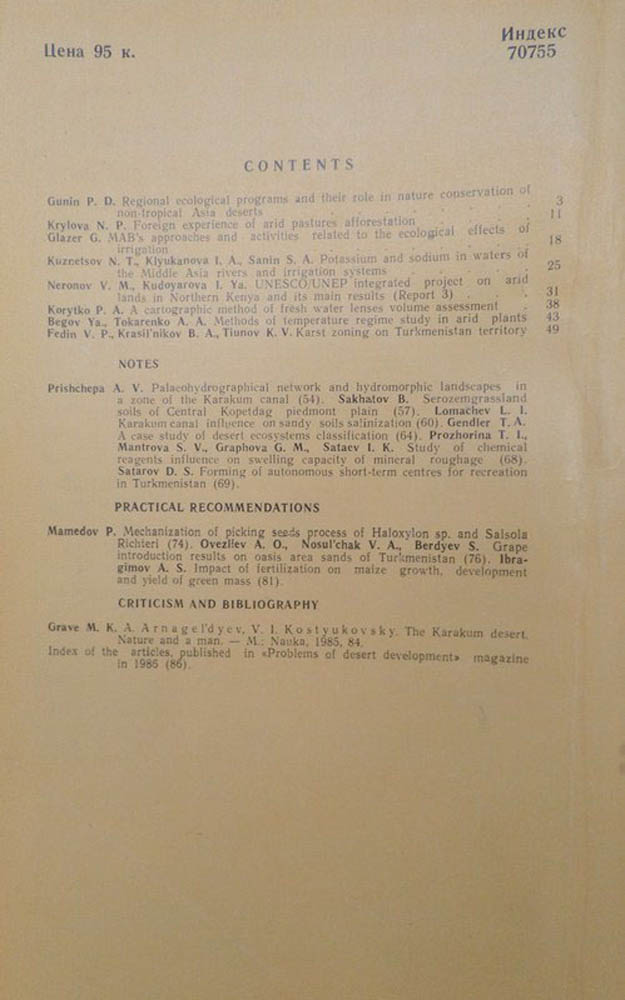 Цена 95 к.
Индекс
70755
CONTENTS
Gunin P. D. Regional ecological programs and their role in nature conservation of
non-tropical Asia deserts . . . . . . . 3
Krylova N. P. Foreign experience of arid pastures afforestation . . . . 11
Glazer G. MAB's approaches and activities related to the ecological effects of
irrigation . . . . . . . . 18
Kuznetsov N. T., Klyukanova I. A., Sanin S. A. Potassium and sodium in waters of
the Middle Asia rivers and irrigation systems . . . . 25
Neronov V. M., Kudoyarova I. Ya. UNESCO/UNEP integrated project on arid
lands in Northern Kenya and its main results (Report 3) . . . 31
Korytko P. A. A cartographic method of fresh water lenses volume assessment . 38
Begov Ya., Tokarenko A. A. Methods of temperature regime study in arid plants 43
Fedin V. P., Krasil'nikov B. A., Tiunov K. V. Karst zoning on Turkmenistan territory 49
NOTES
Prishchepa A. V. Palaeohydrographical network and hydromorphic landscapes in
a zone of the Karakum canal (54). Sakhatov B. Serozemgrassland
soils of Central Kopetdag piedmont plain (57). Lomachev L. I.
Karakum canal influence on sandy soils salinization (60). Gendler T. A.
A case study of desert ecosystems classification (64). Prozhorina T. I.,
Mantrova S. V., Graphova G. M., Sataev I. K. Study of chemical
reagents influence on swelling capacity of mineral roughage (68).
Satarov D. S. Forming of autonomous short-term centres for recreation
in Turkmenistan (69).
PRACTICAL RECOMMENDATIONS
Mamedov P. Mechanization of picking seeds process of Haloxylon sp. and Salsola
Richteri (74). Ovezliev A. O., Nosul'chak V. A., Berdyev S. Grape
introduction results on oasis area sands of Turkmenistan (76). Ibra-
gimov A. S. Impact of fertilization on maize growth, development
and yield of green mass (81).
CRITICISM AND BIBLIOGRAPHY
Grave M. K. A. Arnagel'dyev, V. I. Kostyukovsky. The Karakum desert.
Nature and a man. — M.: Nauka, 1985, 84.
Index of the articles, published in «Problems of desert development» magazine
in 1986 (86).